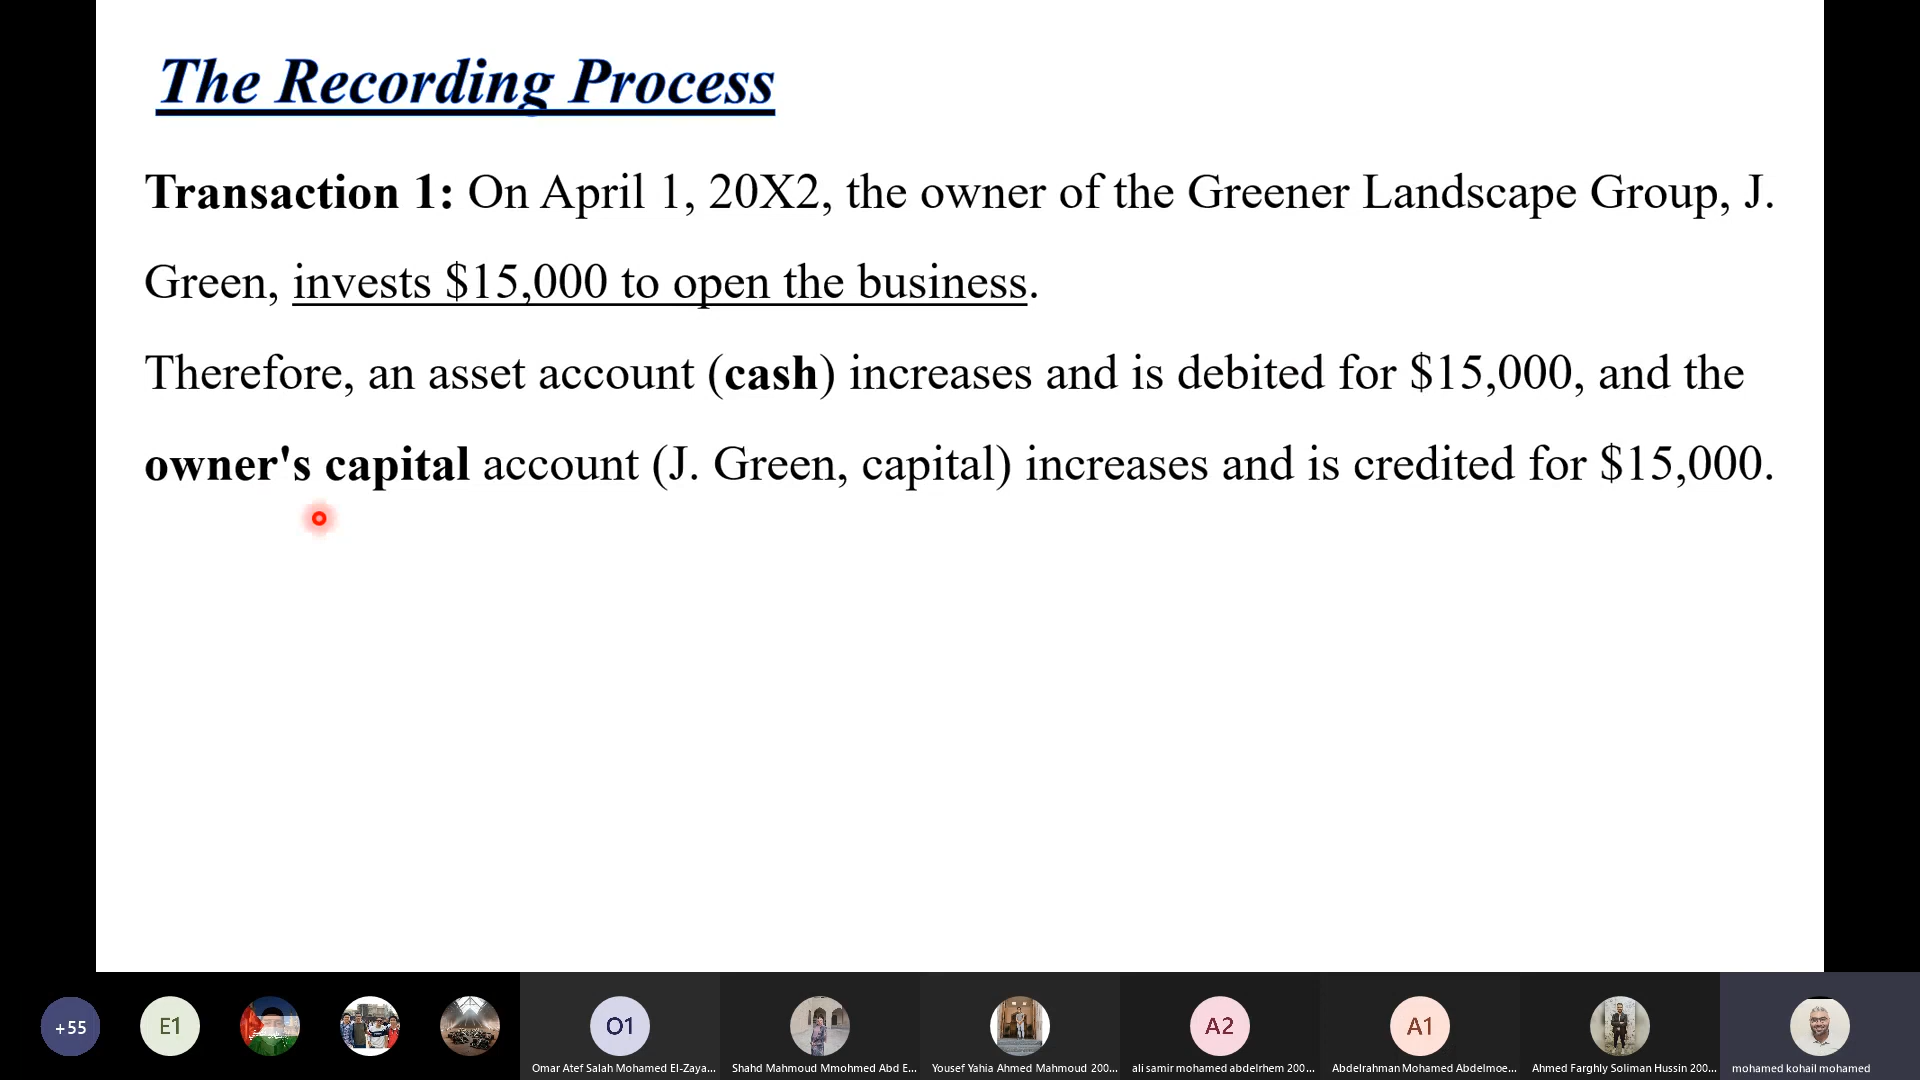 The Recording Process
Transaction 1: On April 1, 20X2, the owner of the Greener Landscape Group, J.
Green, invests $15,000 to open the business.
Therefore, an asset account (cash) increases and is debited for $15,000, and the
owner's capital account (J. Green, capital) increases and is credited for $15,000.
+55
E1
O1
A2
A1
Omar Atef Salah Mohamed El-Zaya...
Shahd Mahmoud Mmohmed Abd E...
Yousef Yahia Ahmed Mahmoud 200...
ali samir mohamed abdelrhem 200...
Abdelrahman Mohamed Abdelmoe...
Ahmed Farghly Soliman Hussin 200...
mohamed kohail mohamed